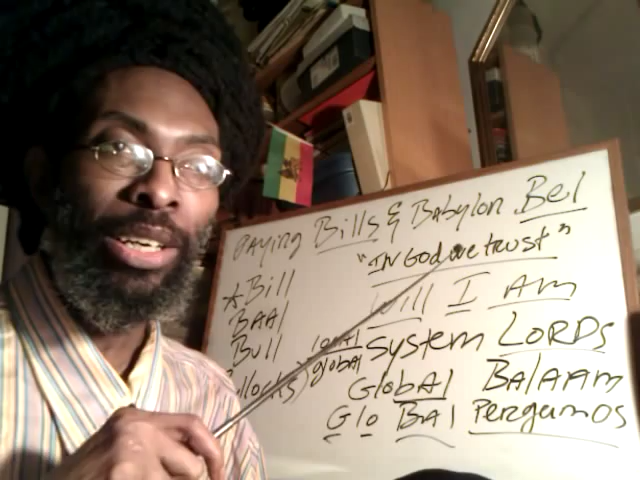 PAYING Bills & Babylon Bel
"IN God we trust"
*Bill
Will I Am
BAAl
Bull local System LORDS
global
GlobAl BAlAAm
Glo BAl Pergamos